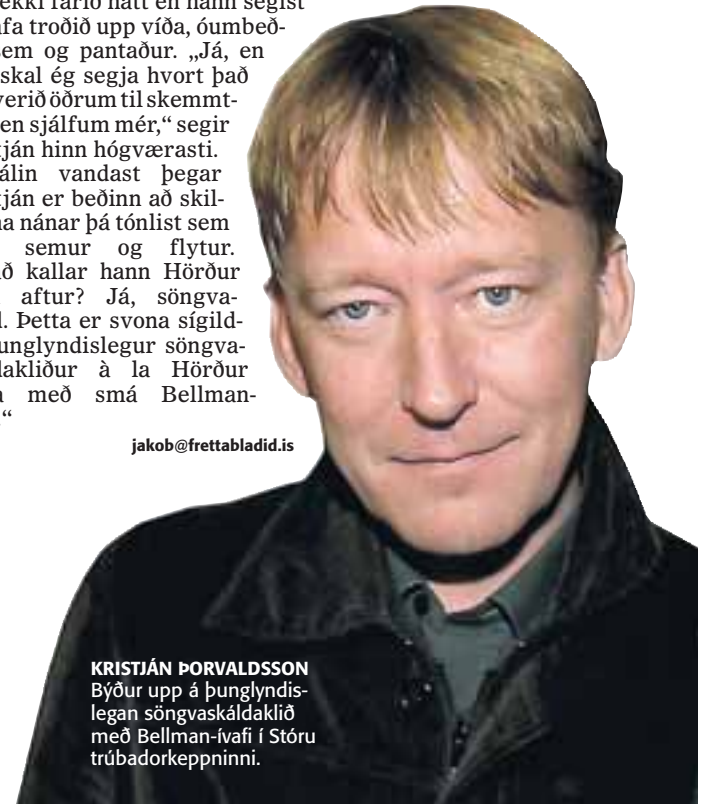 ekki farið hátt en hann segist
afa troðið upp víða, óumbeð-
sem og pantaður. „Já, en
skal ég segja hvort það
verið öðrum til skemmt-
en sjálfum mér,“ segir
tján hinn hógværasti.
álin vandast þegar
tján er beðinn að skil-
na nánar þá tónlist sem
semur og flytur.
ið kallar hann Hörður
aftur? Já, söngva-
d. Þetta er svona sígild-
unglyndislegur söngva-
dakliður à la Hörður
með smá Bellman-
.“
jakob@frettabladid.is
KRISTJÁN ÞORVALDSSON
Býður upp á þunglyndis-
legan söngvaskáldaklið
með Bellman-ívafi í Stóru
trúbadorkeppninni.